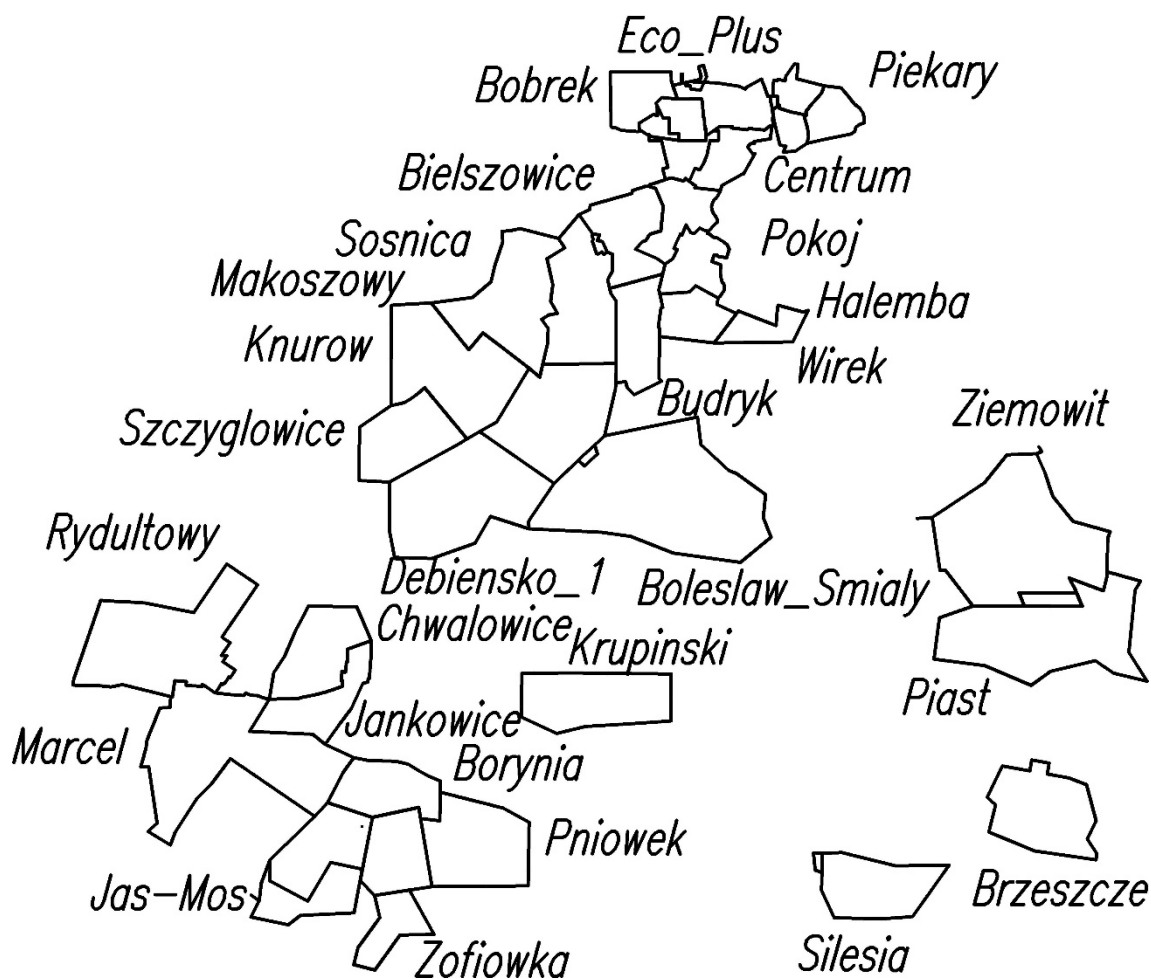 Eco_Plus
Piekary
Bobrek
Bielszowice
Centrum
Sosnica
Pokoj
Makoszowy
Halemba
Knurow
Wirek
Budryk
Szczyglowice
Ziemowit
Rydultowy
Debiensko_1
Boleslaw_Smialy
Chwalowice
Krupinski
Piast
Jankowice
Marcel
Borynia
Pniowek
Jas-Mos
Brzeszcze
Zofiowka
Silesia